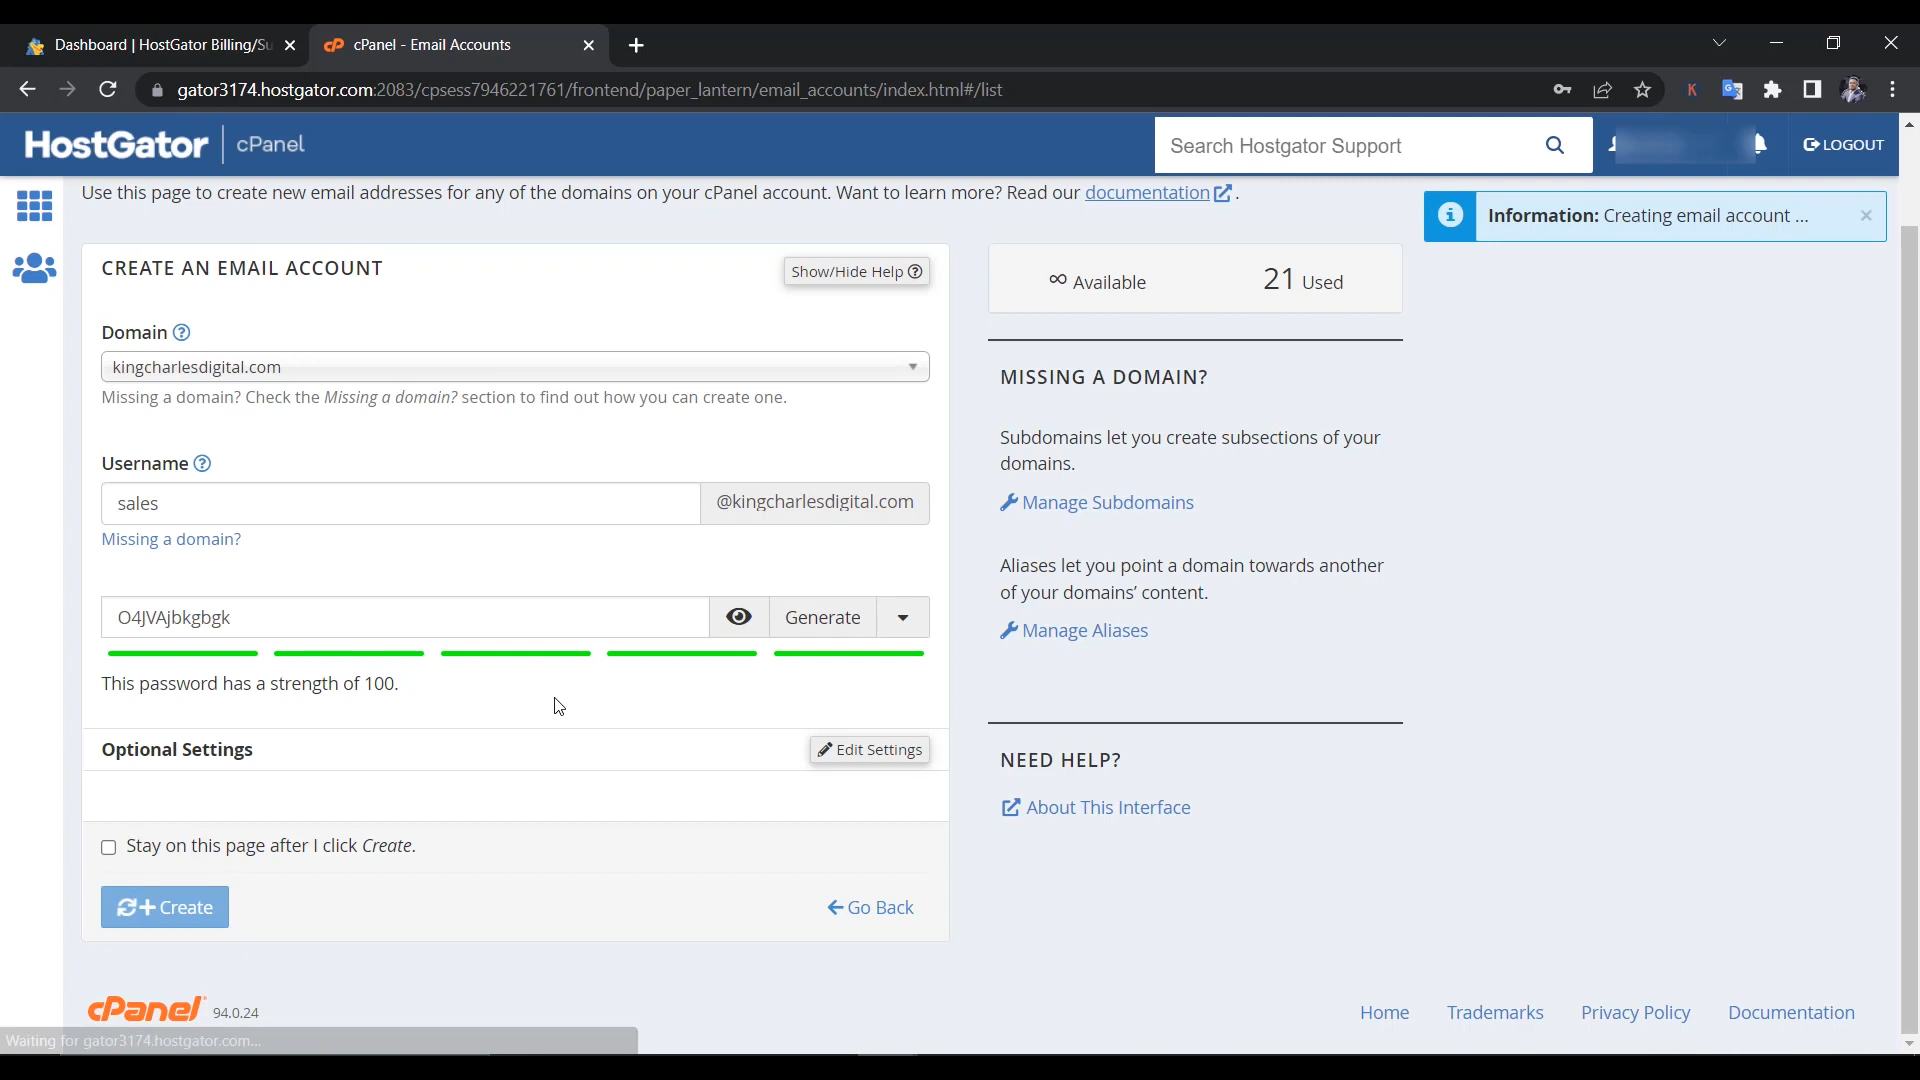 Dashboard | HostGator Billing/Su
cPanel - Email Accounts
gator3174.hostgator.com:2083/cpsess7946221761/frontend/paper_lantern/email_accounts/index.html#/list
HostGator cPanel
Search Hostgator Support
LOGOUT
Use this page to create new email addresses for any of the domains on your cPanel account. Want to learn more? Read our documentation.
Information: Creating email account ...
CREATE AN EMAIL ACCOUNT
Show/Hide Help
∞ Available
21 Used
Domain
kingcharlesdigital.com
Missing a domain? Check the Missing a domain? section to find out how you can create one.
Username
sales
@kingcharlesdigital.com
Missing a domain?
O4JVAjbkgbgk
Generate
This password has a strength of 100.
Optional Settings
Edit Settings
Stay on this page after I click Create.
Create
Go Back
MISSING A DOMAIN?
Subdomains let you create subsections of your
domains.
Manage Subdomains
Aliases let you point a domain towards another
of your domains' content.
Manage Aliases
NEED HELP?
About This Interface
cPanel 94.0.24
Home
Trademarks
Privacy Policy
Documentation
Waiting for gator3174.hostgator.com...